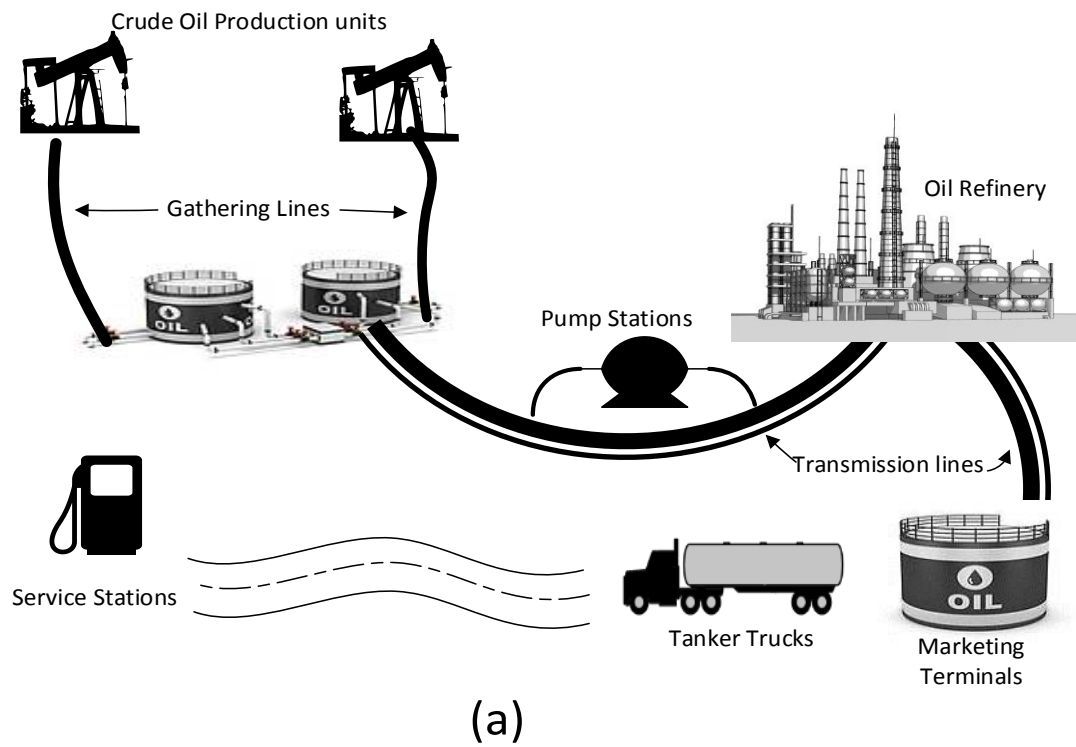 Crude Oil Production units
Gathering Lines
Oil Refinery
OIL
OIL
Pump Stations
Transmission lines
Service Stations
OIL
Tanker Trucks
Marketing
Terminals
(a)